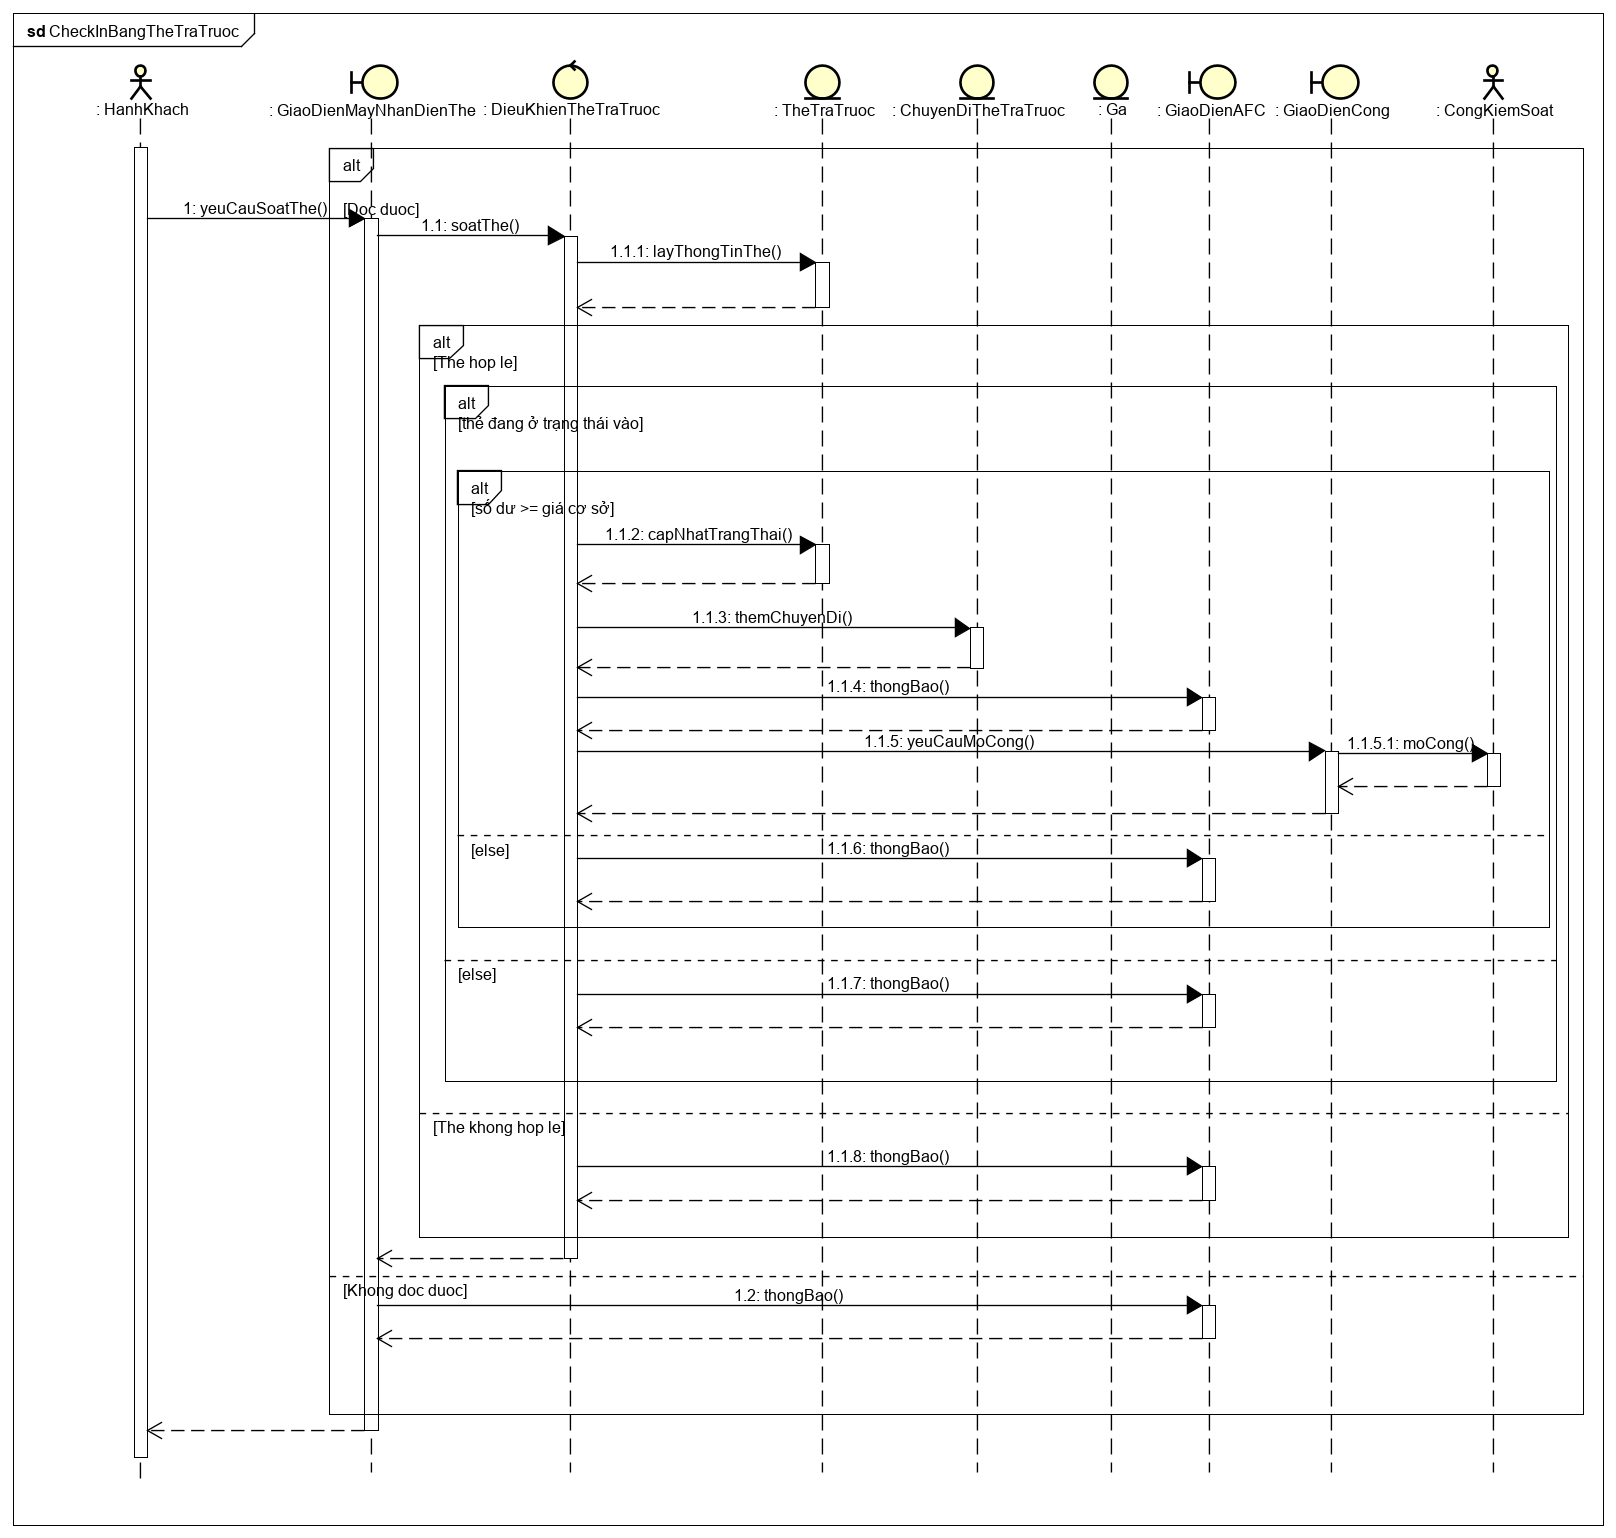 sd CheckInBangTheTraTruoc
: HanhKhach
: GiaoDienMayNhanDienThe
: DieuKhienTheTraTruoc
: TheTraTruoc
: ChuyenDiTheTraTruoc
: Ga
: GiaoDienAFC
: GiaoDienCong
: CongKiemSoat
alt
1: yeuCauSoatThe()
[Doc duoc]
1.1: soatThe()
1.1.1: layThongTinThe()
alt
[The hop le]
alt
[thẻ đang ở trạng thái vào]
alt
[số dư >= giá cơ sở]
1.1.2: capNhatTrangThai()
1.1.3: themChuyenDi()
1.1.4: thongBao()
1.1.5: yeuCauMoCong()
1.1.5.1: moCong()
[else]
1.1.6: thongBao()
[else]
1.1.7: thongBao()
[The khong hop le]
1.1.8: thongBao()
[Khong doc duoc]
1.2: thongBao()